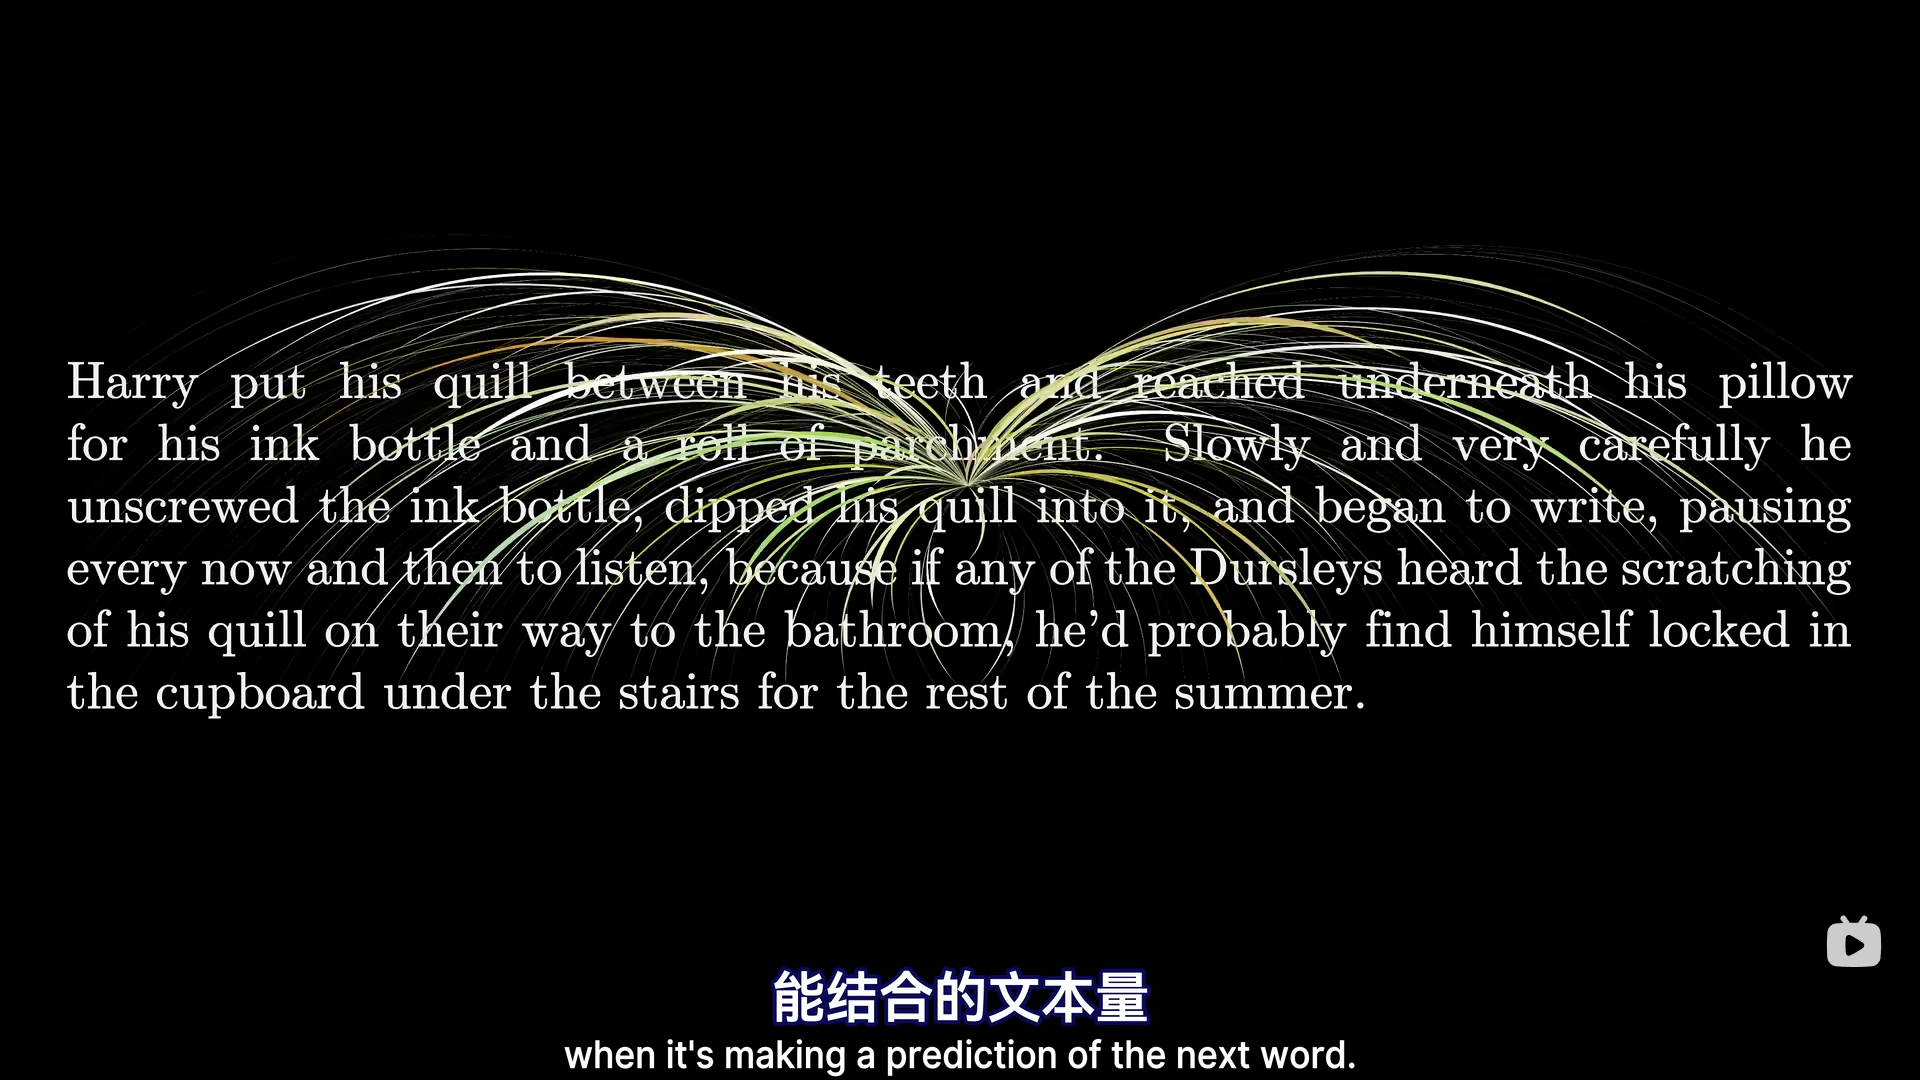 Harry put his quill between his teeth and reached underneath his pillow
for his ink bottle and a roll of parchment. Slowly and very carefully he
unscrewed the ink bottle, dipped his quill into it, and began to write, pausing
every now and then to listen, because if any of the Dursleys heard the scratching
of his quill on their way to the bathroom, he’d probably find himself locked in
the cupboard under the stairs for the rest of the summer.
能结合的文本量
when it's making a prediction of the next word.